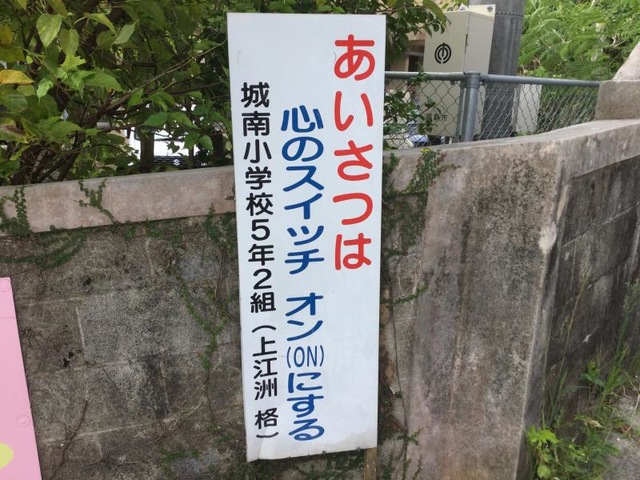 あいさつは
心のスイッチ オン(ON)にする
城南小学校5年2組(上江洲 格)